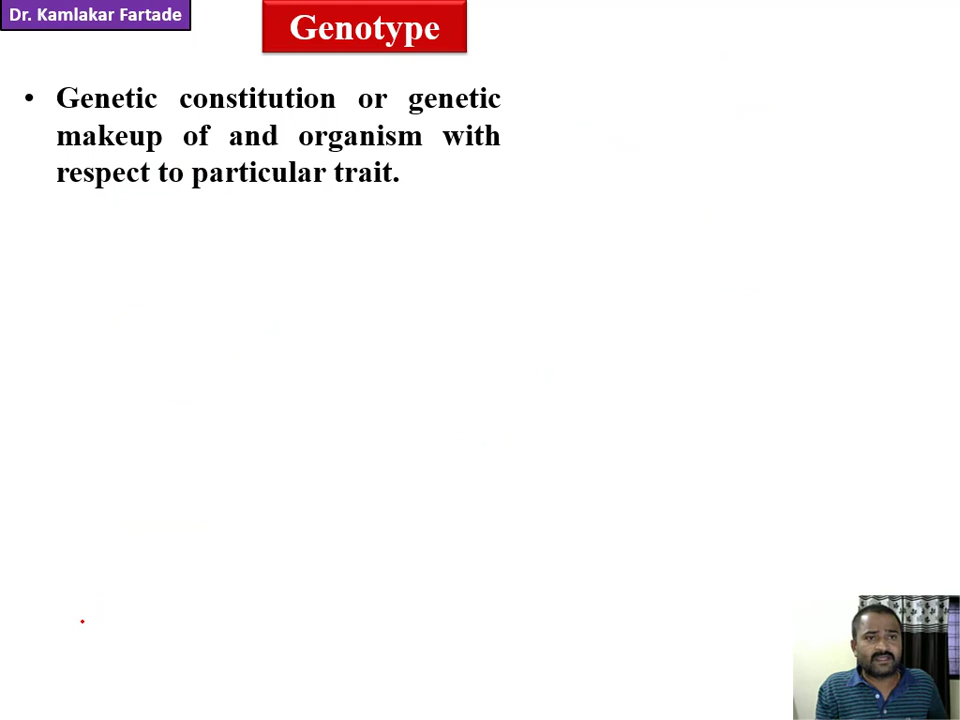 Dr. Kamlakar Fartade
Genotype
• Genetic constitution or genetic
makeup of and organism with
respect to particular trait.